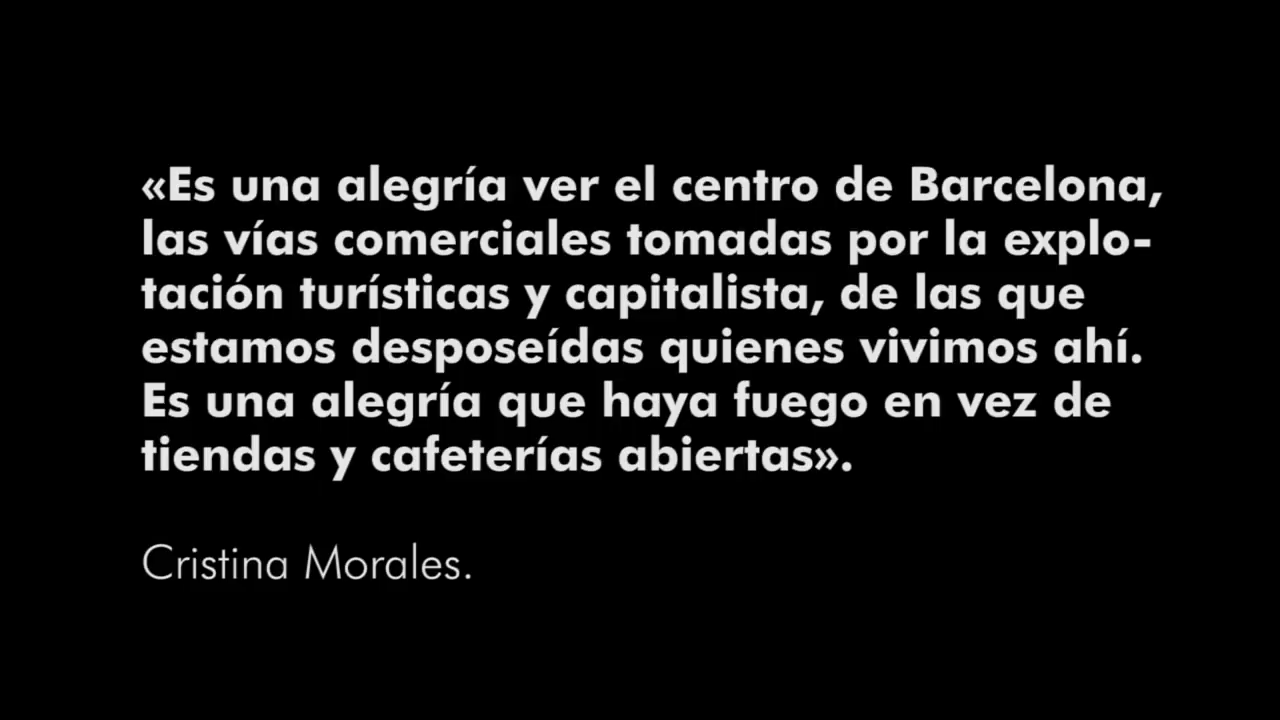 «Es una alegría ver el centro de Barcelona,
las vías comerciales tomadas por la explo-
tación turísticas y capitalista, de las que
estamos desposeídas quienes vivimos ahí.
Es una alegría que haya fuego en vez de
tiendas y cafeterías abiertas».
Cristina Morales.